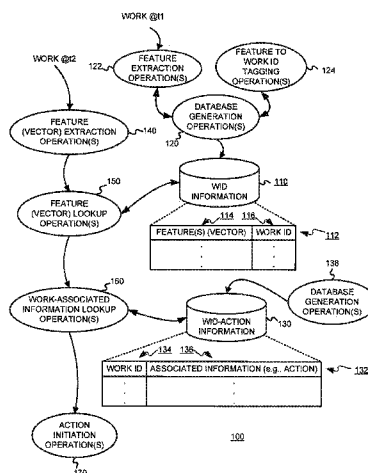 WORK @t1
WORK @t2
122
FEATURE
EXTRACTION
OPERATION(S)
FEATURE TO
WORK ID
TAGGING
OPERATION(S)
124
FEATURE
(VECTOR) EXTRACTION
OPERATION(S)
140
DATABASE
GENERATION
OPERATION(S)
120
150
FEATURE
(VECTOR) LOOKUP
OPERATION(S)
WID
INFORMATION
110
114
116
FEATURE(S) (VECTOR)
WORK ID
112
160
WORK-ASSOCIATED
INFORMATION LOOKUP
OPERATION(S)
138
DATABASE
GENERATION
OPERATION(S)
WID-ACTION
INFORMATION
130
134
136
WORK ID
ASSOCIATED INFORMATION (e.g., ACTION)
132
ACTION
INITIATION
OPERATION(S)
170
100